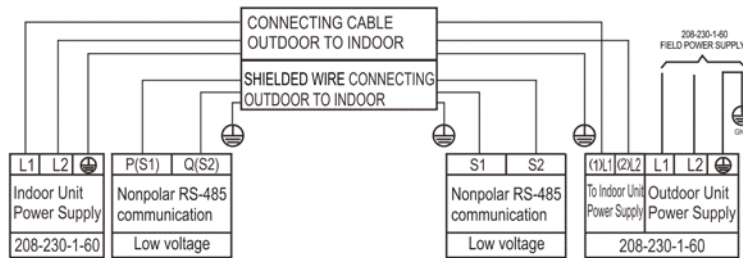 CONNECTING CABLE
OUTDOOR TO INDOOR
SHIELDED WIRE CONNECTING
OUTDOOR TO INDOOR
208-230-1-60
FIELD POWER SUPPLY
L1 L2
Indoor Unit
Power Supply
208-230-1-60
P(S1) Q(S2)
Nonpolar RS-485
communication
Low voltage
S1 S2
Nonpolar RS-485
communication
Low voltage
(1)L1 (2)L2 L1 L2
To Indoor Unit
Power Supply
Outdoor Unit
Power Supply
208-230-1-60